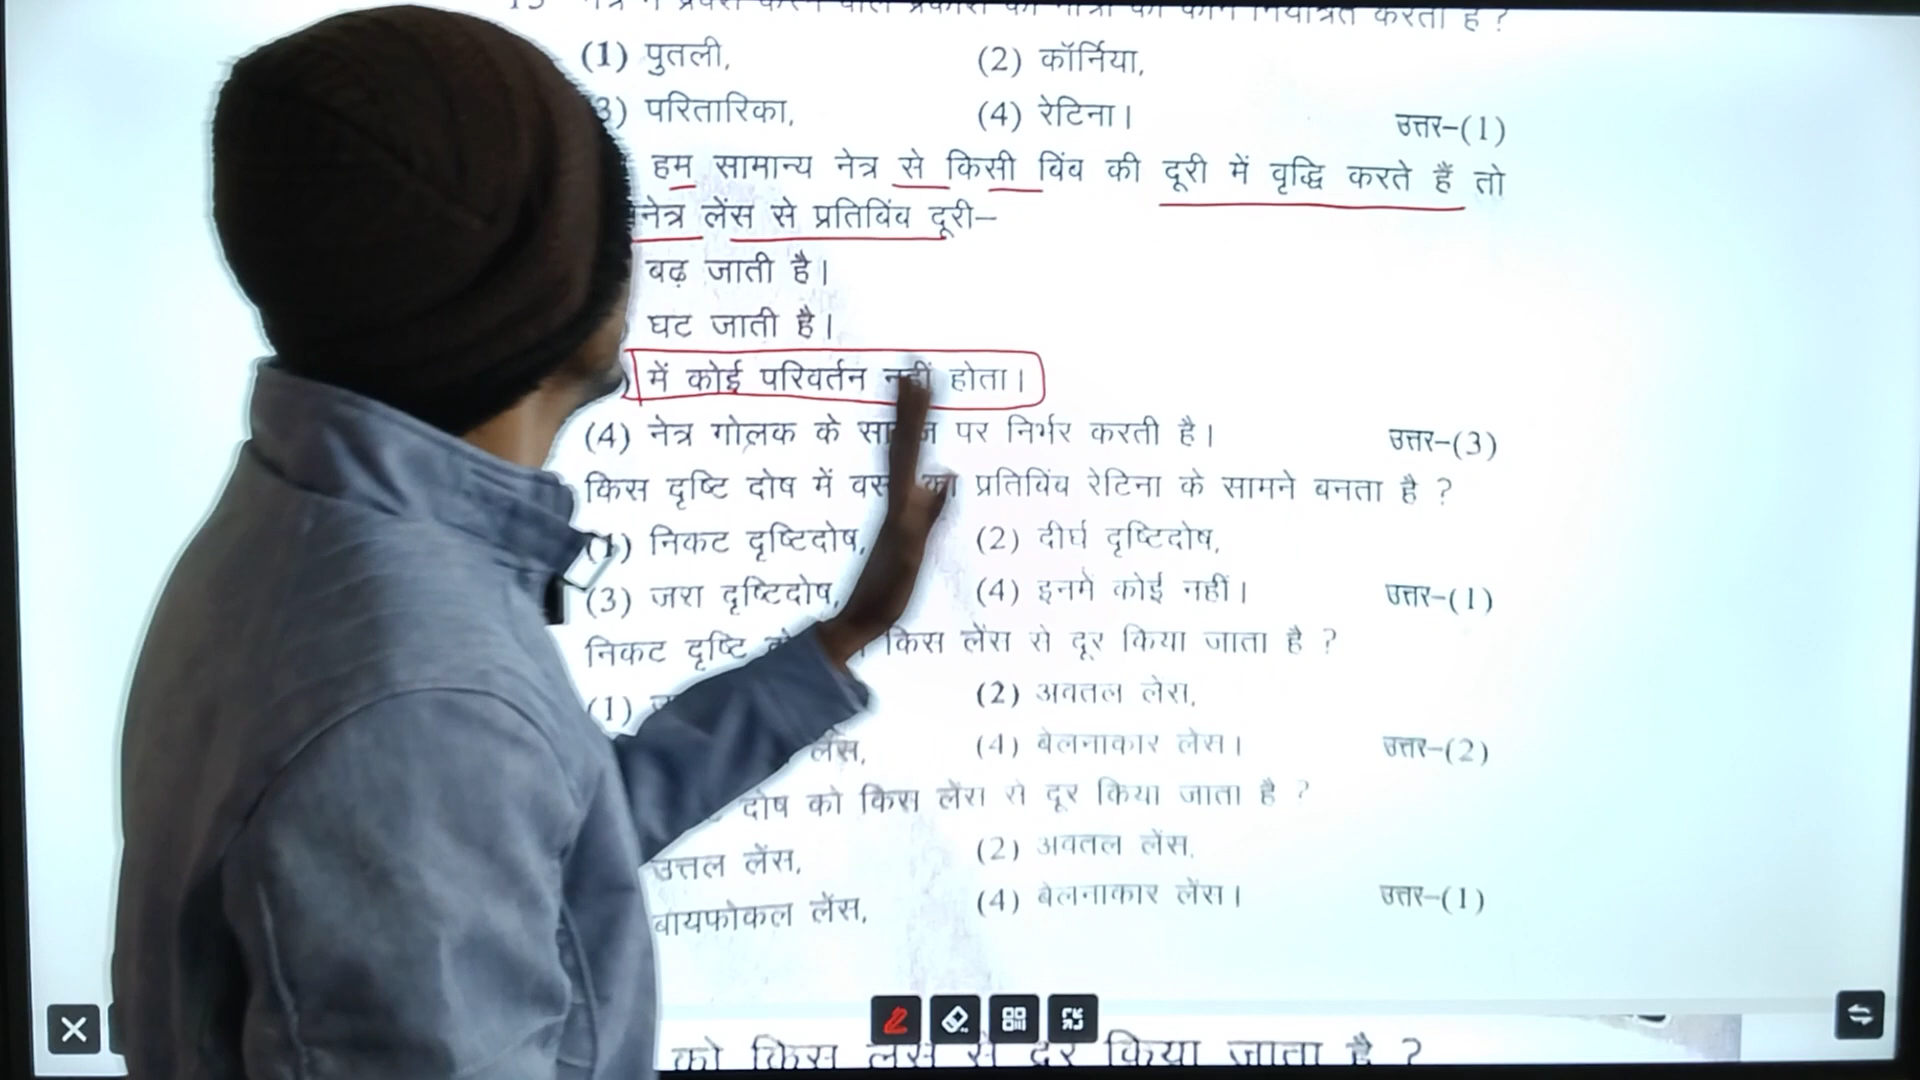 (1) पुतली, (2) कॉर्निया,
3) परितारिका, (4) रेटिना। उत्तर–(1)
हम सामान्य नेत्र से किसी बिंब की दूरी में वृद्धि करते हैं तो
नेत्र लेंस से प्रतिबिंब दूरी–
बढ़ जाती है।
घट जाती है।
में कोई परिवर्तन नहीं होता।
(4) नेत्र गोलक के पर निर्भर करती है। उत्तर–(3)
किस दृष्टि दोष में का प्रतिबिंब रेटिना के सामने बनता है ?
(1) निकट दृष्टिदोष, (2) दीर्घ दृष्टिदोष,
(3) जरा दृष्टिदोष, (4) इनमें कोई नहीं। उत्तर–(1)
निकट दृष्टि किस लेंस से दूर किया जाता है ?
(1) (2) अवतल लेंस,
लेंस, (4) बेलनाकार लेंस। उत्तर–(2)
दोष को किस लेंस से दूर किया जाता है ?
उत्तल लेंस, (2) अवतल लेंस,
बायफोकल लेंस, (4) बेलनाकार लेंस। उत्तर–(1)
को किस लेंस से दूर किया जाता है ?